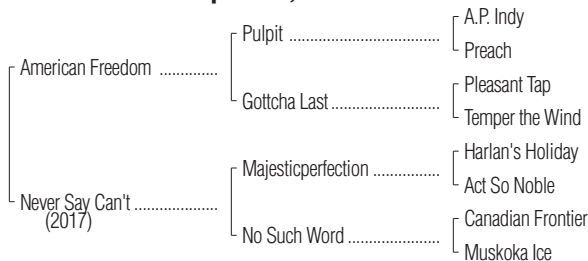 American Freedom ..............
Never Say Can't ....................
(2017)
Pulpit ....................................
Gottcha Last ..........................
Majesticperfection ................
No Such Word ......................
A.P. Indy
Preach
Pleasant Tap
Temper the Wind
Harlan's Holiday
Act So Noble
Canadian Frontier
Muskoka Ice